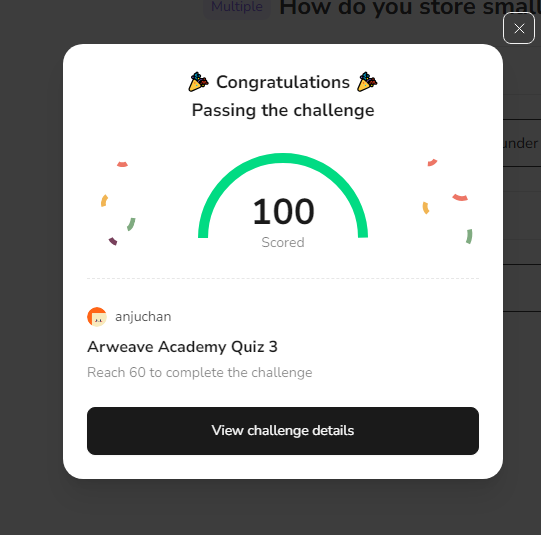 Multiple How do you store small
Congratulations
Passing the challenge
under
100
Scored
anjuchan
Arweave Academy Quiz 3
Reach 60 to complete the challenge
View challenge details